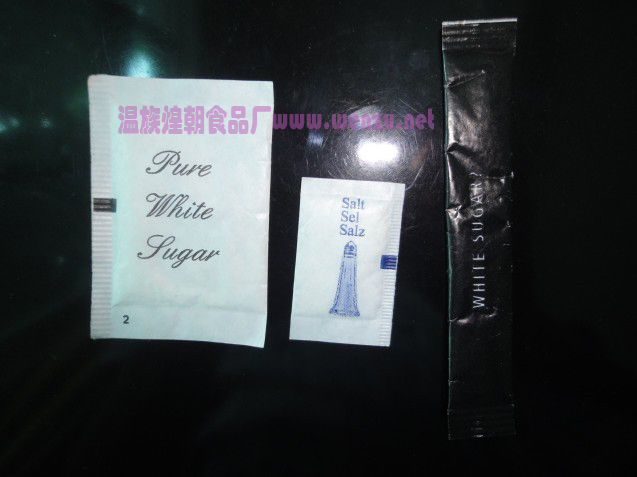 温族煌朝食品厂www.wenzu.net
Pure
White
Sugar
2
Salt
Sel
Salz
WHITE SUGAR?